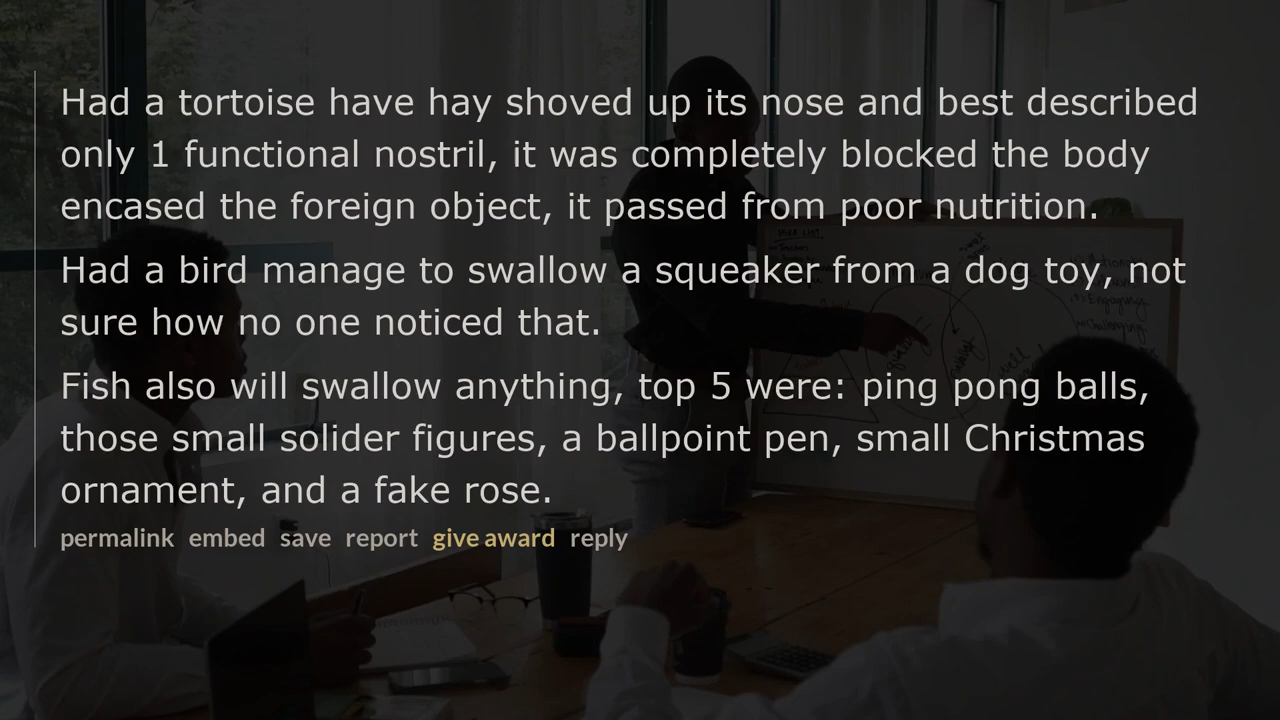 Had a tortoise have hay shoved up its nose and best described
only 1 functional nostril, it was completely blocked the body
encased the foreign object, it passed from poor nutrition.
Had a bird manage to swallow a squeaker from a dog toy, not
sure how no one noticed that.
Fish also will swallow anything, top 5 were: ping pong balls,
those small solider figures, a ballpoint pen, small Christmas
ornament, and a fake rose.
permalink embed save report give award reply